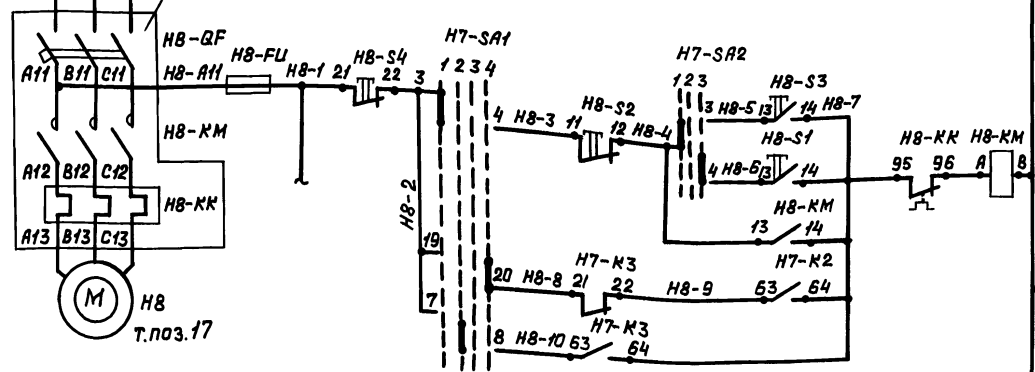 H8-QF
A11 B11 C11
H8-A11
H8-FU
H8-1
21 H8-S4 22
3
H7-SA1
1 2 3 4
H8-KM
A12 B12 C12
H8-KK
A13 B13 C13
M
H8
т.поз.17
H8-2
19
7
4 H8-3 11 H8-S2 12 H8-4
H7-SA2
1 2 3
3 H8-5 13 H8-S3 14 H8-7
4 H8-6 13 H8-S1 14
H8-KM
13 14
H8-KK
95 96
H8-KM
A B
20 H8-8 21 H7-K3 22 H8-9 63 H7-K2 64
8 H8-10 63 H7-K3 64